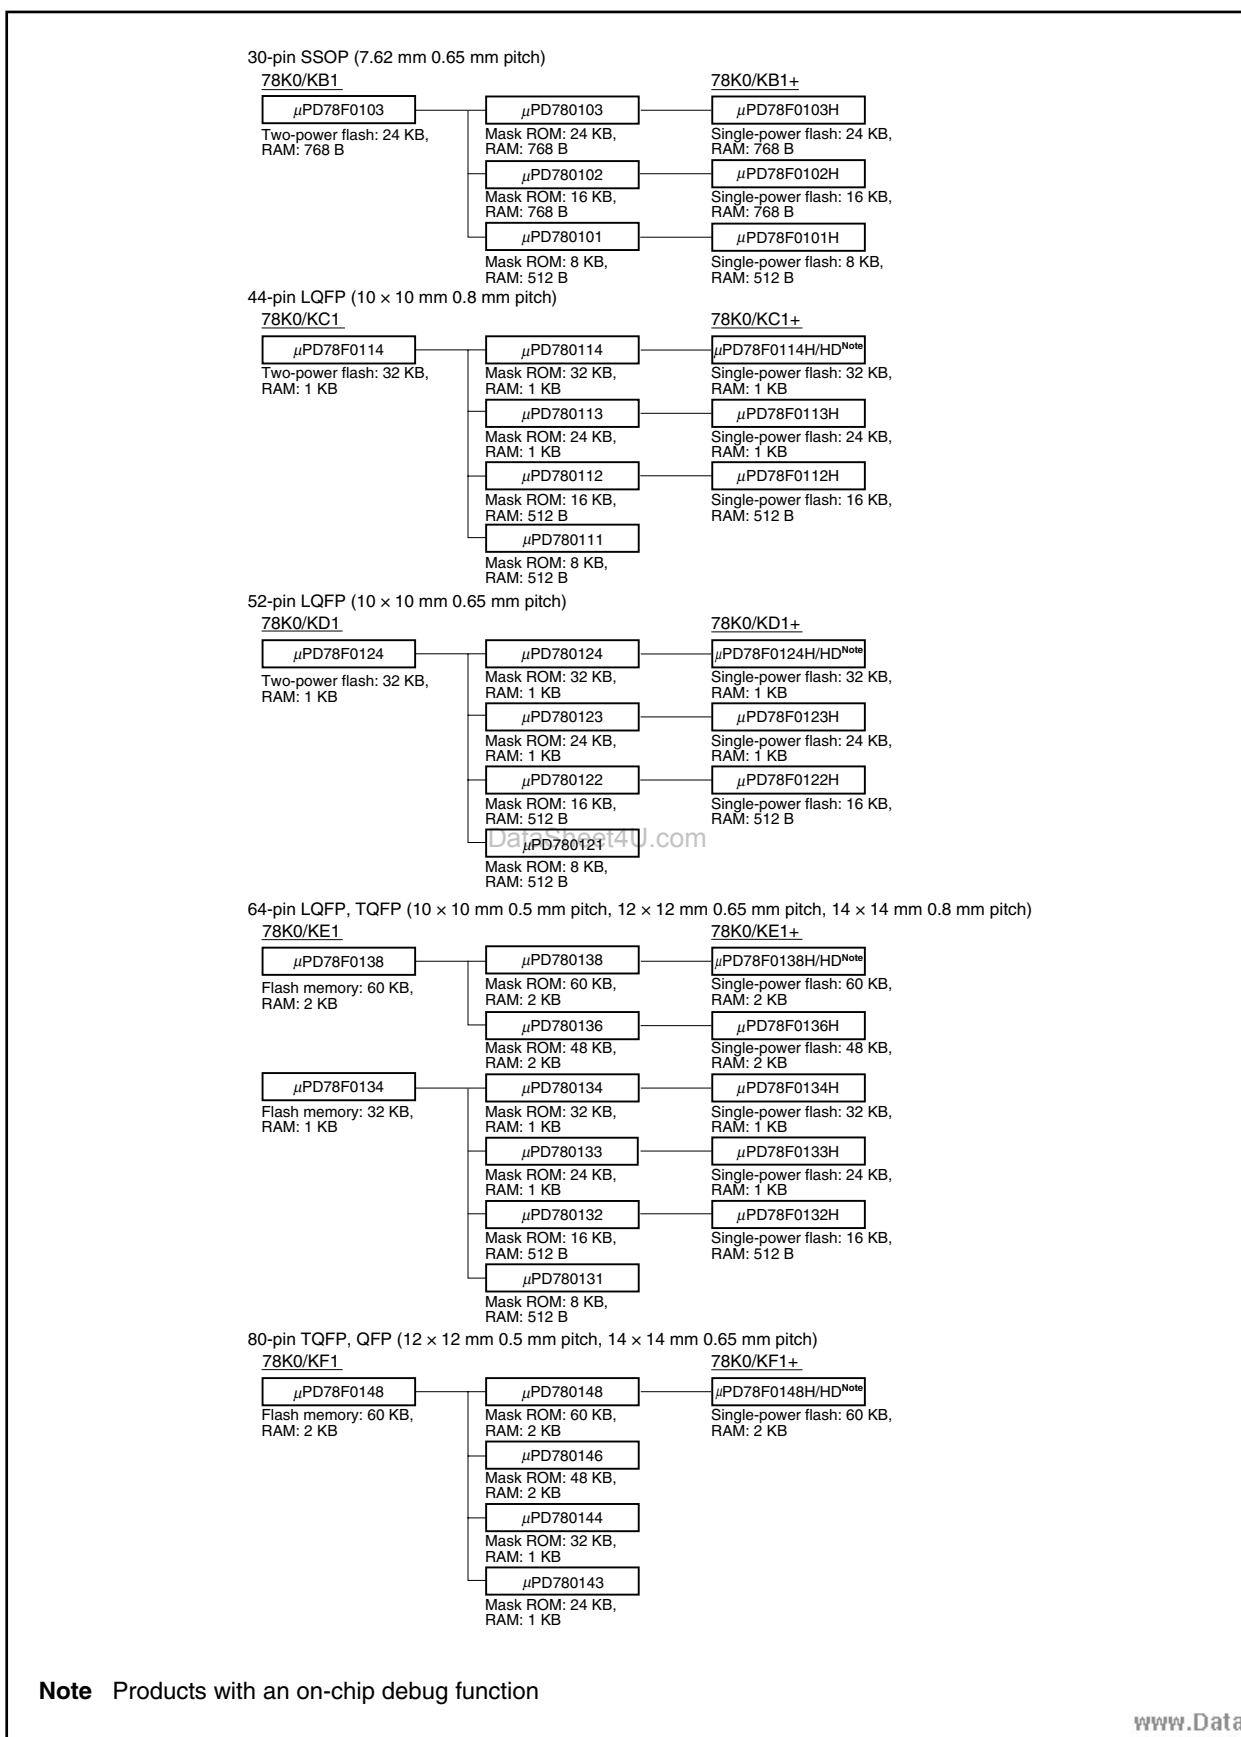 30-pin SSOP (7.62 mm 0.65 mm pitch)
78K0/KB1 78K0/KB1+
μPD78F0103 μPD780103 μPD78F0103H
Two-power flash: 24 KB, Mask ROM: 24 KB, Single-power flash: 24 KB,
RAM: 768 B RAM: 768 B RAM: 768 B
μPD780102 μPD78F0102H
Mask ROM: 16 KB, Single-power flash: 16 KB,
RAM: 768 B RAM: 768 B
μPD780101 μPD78F0101H
Mask ROM: 8 KB, Single-power flash: 8 KB,
RAM: 512 B RAM: 512 B
44-pin LQFP (10 × 10 mm 0.8 mm pitch)
78K0/KC1 78K0/KC1+
μPD78F0114 μPD780114 μPD78F0114H/HDNote
Two-power flash: 32 KB, Mask ROM: 32 KB, Single-power flash: 32 KB,
RAM: 1 KB RAM: 1 KB RAM: 1 KB
μPD780113 μPD78F0113H
Mask ROM: 24 KB, Single-power flash: 24 KB,
RAM: 1 KB RAM: 1 KB
μPD780112 μPD78F0112H
Mask ROM: 16 KB, Single-power flash: 16 KB,
RAM: 512 B RAM: 512 B
μPD780111
Mask ROM: 8 KB,
RAM: 512 B
52-pin LQFP (10 × 10 mm 0.65 mm pitch)
78K0/KD1 78K0/KD1+
μPD78F0124 μPD780124 μPD78F0124H/HDNote
Two-power flash: 32 KB, Mask ROM: 32 KB, Single-power flash: 32 KB,
RAM: 1 KB RAM: 1 KB RAM: 1 KB
μPD780123 μPD78F0123H
Mask ROM: 24 KB, Single-power flash: 24 KB,
RAM: 1 KB RAM: 1 KB
μPD780122 μPD78F0122H
Mask ROM: 16 KB, Single-power flash: 16 KB,
RAM: 512 B RAM: 512 B
DataSheet4U.com
μPD780121
Mask ROM: 8 KB,
RAM: 512 B
64-pin LQFP, TQFP (10 × 10 mm 0.5 mm pitch, 12 × 12 mm 0.65 mm pitch, 14 × 14 mm 0.8 mm pitch)
78K0/KE1 78K0/KE1+
μPD78F0138 μPD780138 μPD78F0138H/HDNote
Flash memory: 60 KB, Mask ROM: 60 KB, Single-power flash: 60 KB,
RAM: 2 KB RAM: 2 KB RAM: 2 KB
μPD780136 μPD78F0136H
Mask ROM: 48 KB, Single-power flash: 48 KB,
RAM: 2 KB RAM: 2 KB
μPD78F0134 μPD780134 μPD78F0134H
Flash memory: 32 KB, Mask ROM: 32 KB, Single-power flash: 32 KB,
RAM: 1 KB RAM: 1 KB RAM: 1 KB
μPD780133 μPD78F0133H
Mask ROM: 24 KB, Single-power flash: 24 KB,
RAM: 1 KB RAM: 1 KB
μPD780132 μPD78F0132H
Mask ROM: 16 KB, Single-power flash: 16 KB,
RAM: 512 B RAM: 512 B
μPD780131
Mask ROM: 8 KB,
RAM: 512 B
80-pin TQFP, QFP (12 × 12 mm 0.5 mm pitch, 14 × 14 mm 0.65 mm pitch)
78K0/KF1 78K0/KF1+
μPD78F0148 μPD780148 μPD78F0148H/HDNote
Flash memory: 60 KB, Mask ROM: 60 KB, Single-power flash: 60 KB,
RAM: 2 KB RAM: 2 KB RAM: 2 KB
μPD780146
Mask ROM: 48 KB,
RAM: 2 KB
μPD780144
Mask ROM: 32 KB,
RAM: 1 KB
μPD780143
Mask ROM: 24 KB,
RAM: 1 KB
Note Products with an on-chip debug function
www.Data